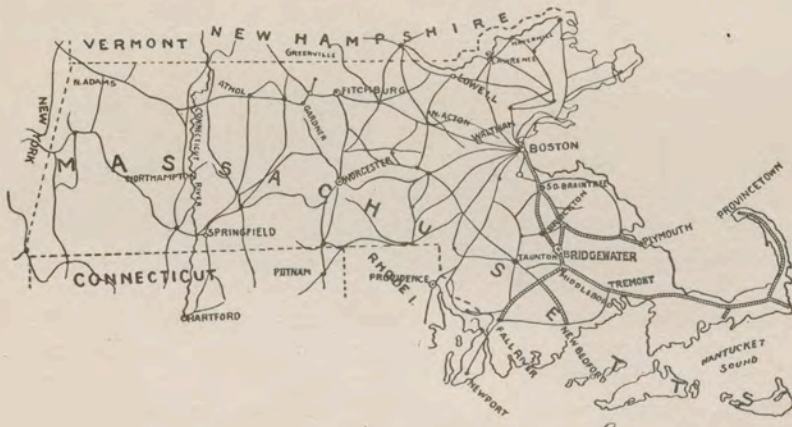 VERMONT
NEW HAMPSHIRE
GREENVILLE
HAVERHILL
LAWRENCE
LOWELL
N. ADAMS
ATHOL
FITCHBURG
GARDNER
N. ACTON
WALTHAM
BOSTON
NEW YORK
CONNECTICUT RIVER
MASSACHUSETTS
NORTHAMPTON
WORCESTER
SO. BRAINTREE
BROCKTON
PROVINCETOWN
PLYMOUTH
SPRINGFIELD
BRIDGEWATER
TAUNTON
MIDDLEBORO
TREMONT
CONNECTICUT
PUTNAM
RHODE I.
PROVIDENCE
HARTFORD
FALL RIVER
NEW BEDFORD
NEWPORT
NANTUCKET
SOUND